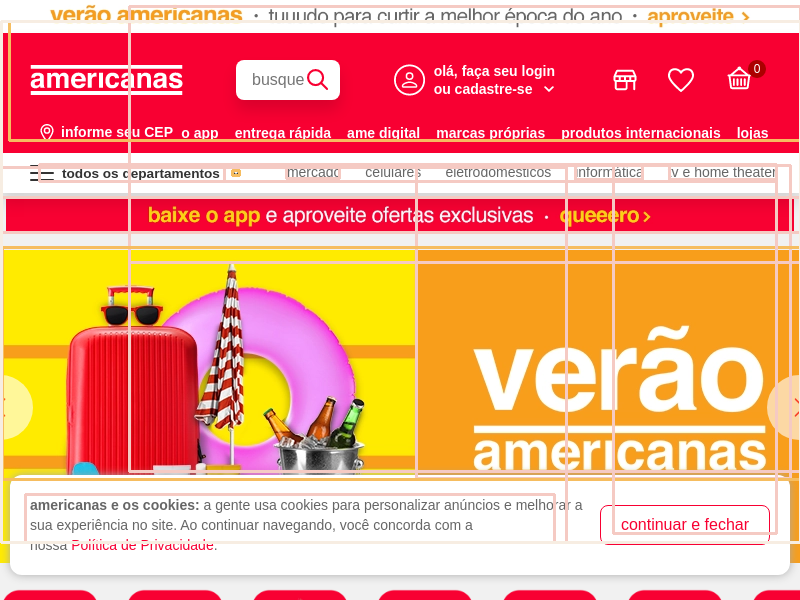 verão americanas · tuuudo para curtir a melhor época do ano · aproveite >
americanas
busque
olá, faça seu login
ou cadastre-se
0
informe seu CEP o app entrega rápida ame digital marcas próprias produtos internacionais lojas
todos os departamentos mercado celulares eletrodomésticos informática tv e home theater
baixe o app e aproveite ofertas exclusivas · queeero >
verão
americanas
americanas e os cookies: a gente usa cookies para personalizar anúncios e melhorar a
sua experiência no site. Ao continuar navegando, você concorda com a
nossa Política de Privacidade.
continuar e fechar